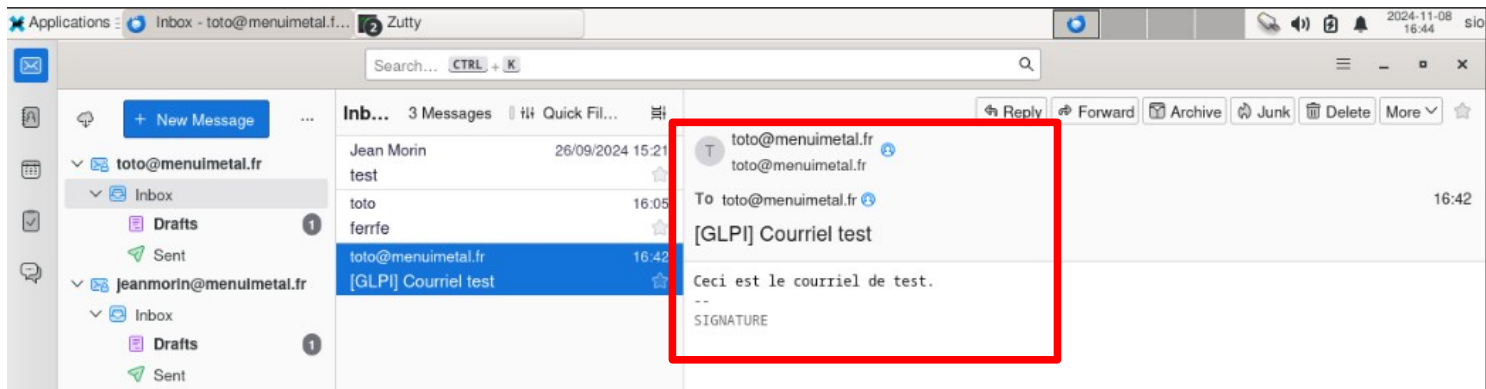 Applications Inbox - toto@menuimetal.f... 2 Zutty 2024-11-08 16:44 sio
Search... CTRL + K
+ New Message ...
Inb... 3 Messages Quick Fil...
Reply Forward Archive Junk Delete More
toto@menuimetal.fr
Inbox
Drafts 1
Sent
jeanmorin@menuimetal.fr
Inbox
Drafts 1
Sent
Jean Morin 26/09/2024 15:21
test
toto 16:05
ferrfe
toto@menuimetal.fr 16:42
[GLPI] Courriel test
T toto@menuimetal.fr
toto@menuimetal.fr
To toto@menuimetal.fr 16:42
[GLPI] Courriel test
Ceci est le courriel de test.
--
SIGNATURE